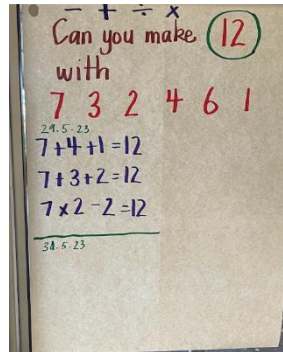 − + ÷ x
Can you make 12
with
7 3 2 4 6 1
29.5.23
7+4+1=12
7+3+2=12
7x2-2=12
31.5.23